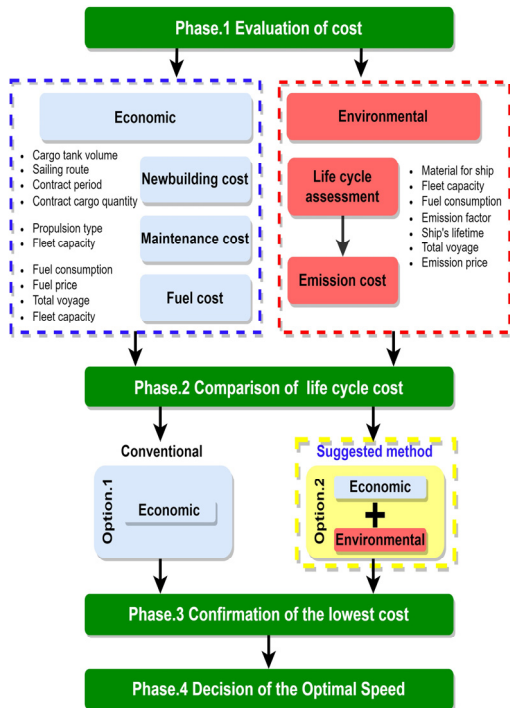 Phase.1 Evaluation of cost
Economic
• Cargo tank volume
• Sailing route
• Contract period
• Contract cargo quantity
• Propulsion type
• Fleet capacity
• Fuel consumption
• Fuel price
• Total voyage
• Fleet capacity
Newbuilding cost
Maintenance cost
Fuel cost
Environmental
Life cycle
assessment
Emission cost
• Material for ship
• Fleet capacity
• Fuel consumption
• Emission factor
• Ship's lifetime
• Total voyage
• Emission price
Phase.2 Comparison of life cycle cost
Conventional
Option.1
Economic
Suggested method
Option.2
Economic
+
Environmental
Phase.3 Confirmation of the lowest cost
Phase.4 Decision of the Optimal Speed